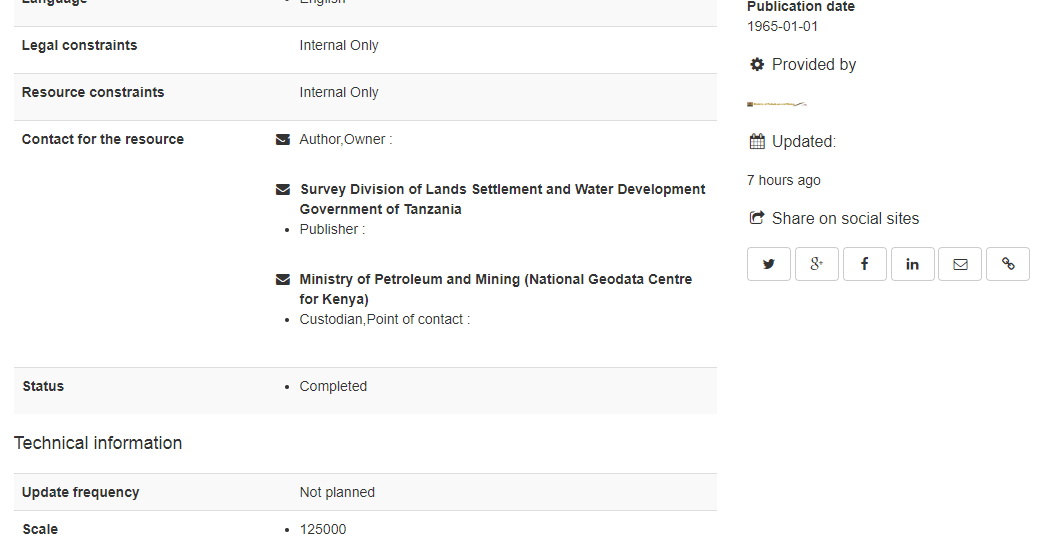 Language
English
Legal constraints
Internal Only
Resource constraints
Internal Only
Contact for the resource
Author,Owner :
Survey Division of Lands Settlement and Water Development
Government of Tanzania
• Publisher :
Ministry of Petroleum and Mining (National Geodata Centre
for Kenya)
• Custodian,Point of contact :
Status
• Completed
Technical information
Update frequency
Not planned
Scale
• 125000
Publication date
1965-01-01
Provided by
Updated:
7 hours ago
Share on social sites